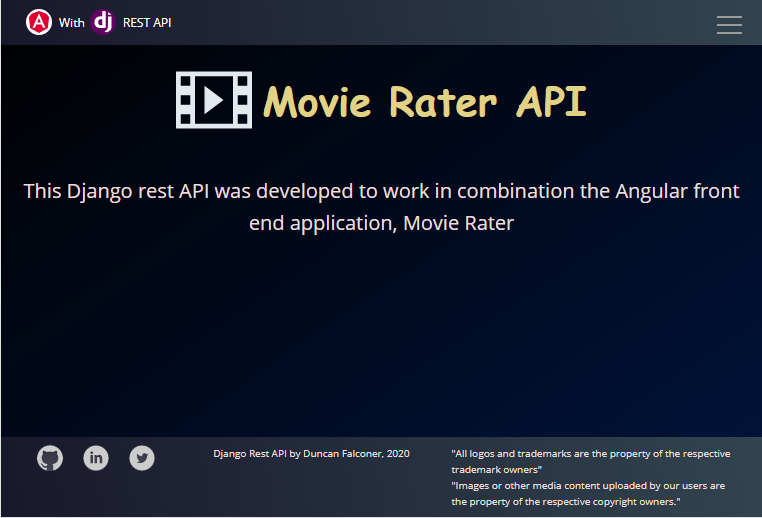 With dj REST API
Movie Rater API
This Django rest API was developed to work in combination the Angular front
end application, Movie Rater
Django Rest API by Duncan Falconer, 2020
"All logos and trademarks are the property of the respective
trademark owners"
"Images or other media content uploaded by our users are
the property of the respective copyright owners."